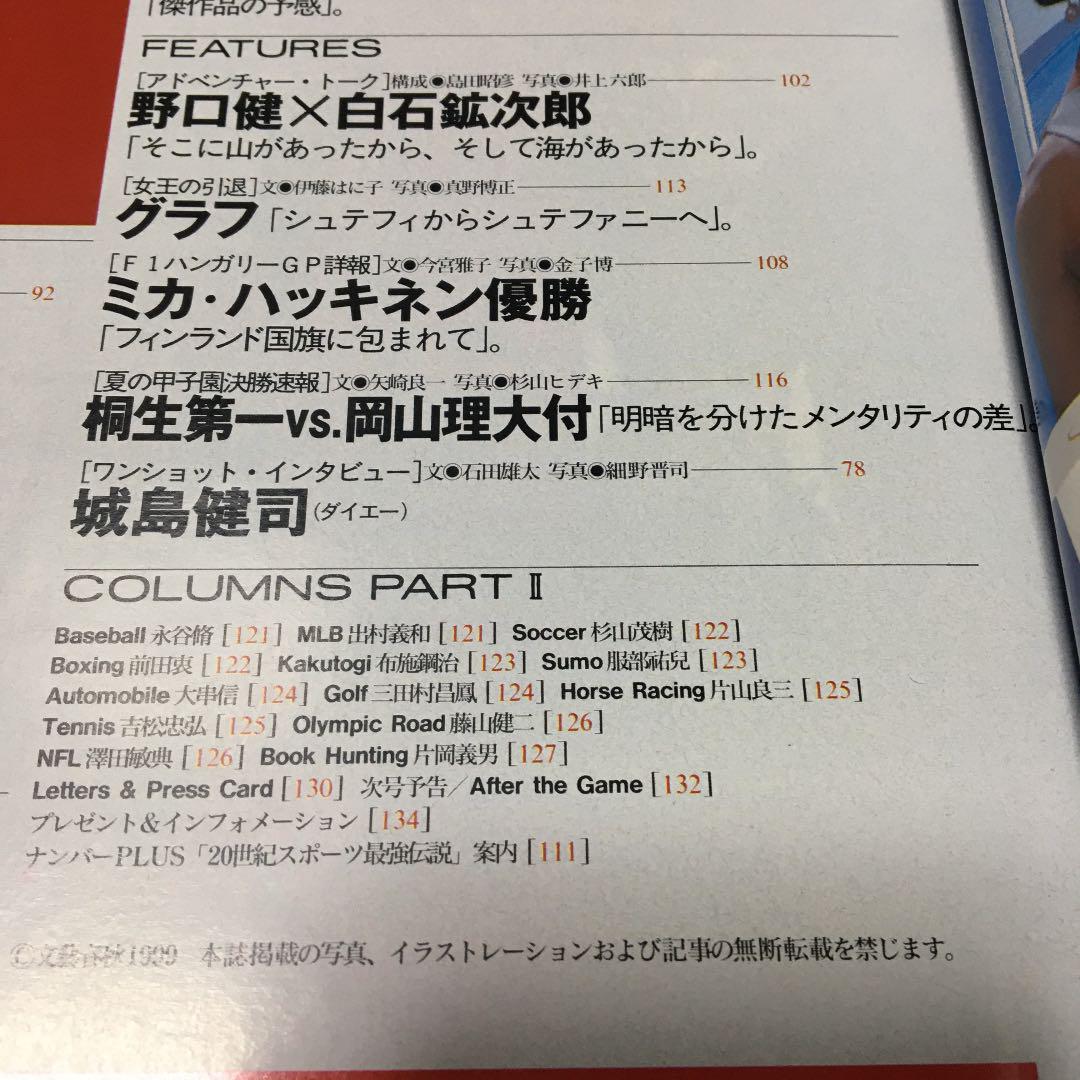 「傑作品の予感」。
FEATURES
[アドベンチャー・トーク]構成◉島田昭彦 写真◉井上六郎 102
野口健×白石鉱次郎
「そこに山があったから、そして海があったから」。
[女王の引退]文◉伊藤はに子 写真◉真野博正 113
グラフ「シュテフィからシュテファニーへ」。
[F1ハンガリーGP詳報]文◉今宮雅子 写真◉金子博 108
92
ミカ・ハッキネン優勝
「フィンランド国旗に包まれて」。
[夏の甲子園決勝速報]文◉矢崎良一 写真◉杉山ヒデキ 116
桐生第一vs.岡山理大付「明暗を分けたメンタリティの差」。
[ワンショット・インタビュー]文◉石田雄太 写真◉細野晋司 78
城島健司(ダイエー)
COLUMNS PART Ⅱ
Baseball 永谷脩 [121] MLB 出村義和 [121] Soccer 杉山茂樹 [122]
Boxing 前田衷 [122] Kakutogi 布施鋼治 [123] Sumo 服部祐兒 [123]
Automobile 大串信 [124] Golf 三田村昌鳳 [124] Horse Racing 片山良三 [125]
Tennis 吉松忠弘 [125] Olympic Road 藤山健二 [126]
NFL 澤田敏典 [126] Book Hunting 片岡義男 [127]
Letters & Press Card [130] 次号予告/After the Game [132]
プレゼント&インフォメーション [134]
ナンバーPLUS「20世紀スポーツ最強伝説」案内 [111]
©文藝春秋1999 本誌掲載の写真、イラストレーションおよび記事の無断転載を禁じます。